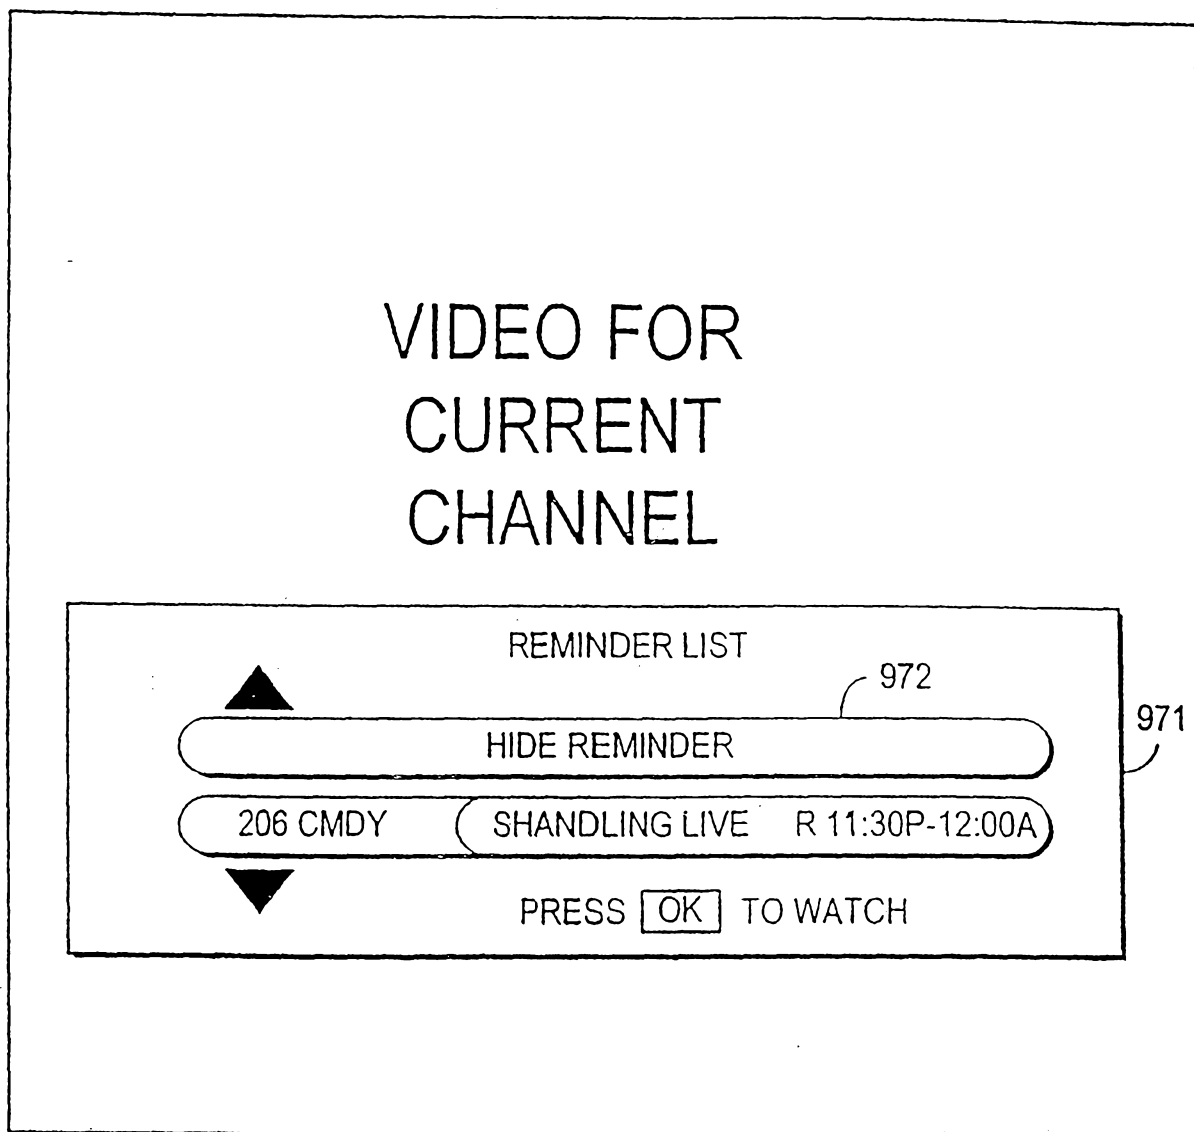 VIDEO FOR
CURRENT
CHANNEL
REMINDER LIST
972
971
HIDE REMINDER
206 CMDY SHANDLING LIVE R 11:30P-12:00A
PRESS OK TO WATCH